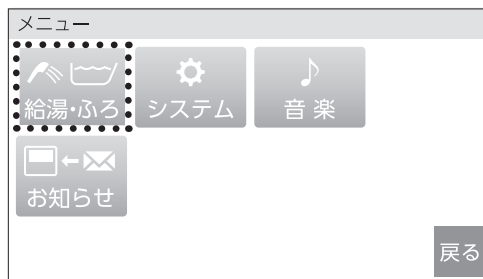 メニュー
給湯・ふろ
システム
音楽
お知らせ
戻る